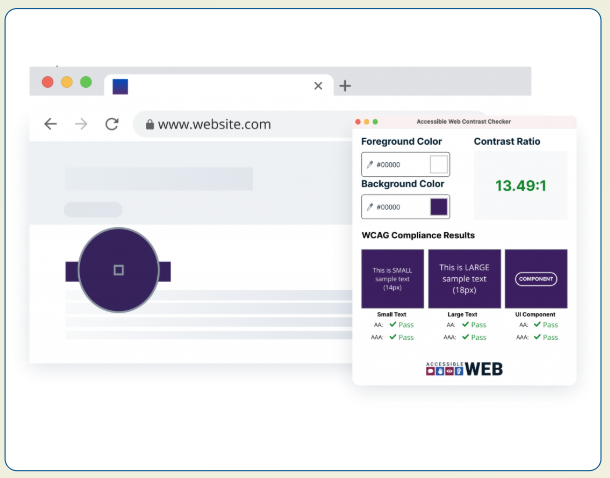 www.website.com
Accessible Web Contrast Checker
Foreground Color
Contrast Ratio
#00000
Background Color
13.49:1
#00000
WCAG Compliance Results
This is SMALL
sample text
(14px)
This is LARGE
sample text
(18px)
COMPONENT
Small Text
Large Text
UI Component
AA: ✔ Pass
AA: ✔ Pass
AA: ✔ Pass
AAA: ✔ Pass
AAA: ✔ Pass
AAA: ✔ Pass
ACCESSIBLE
WEB